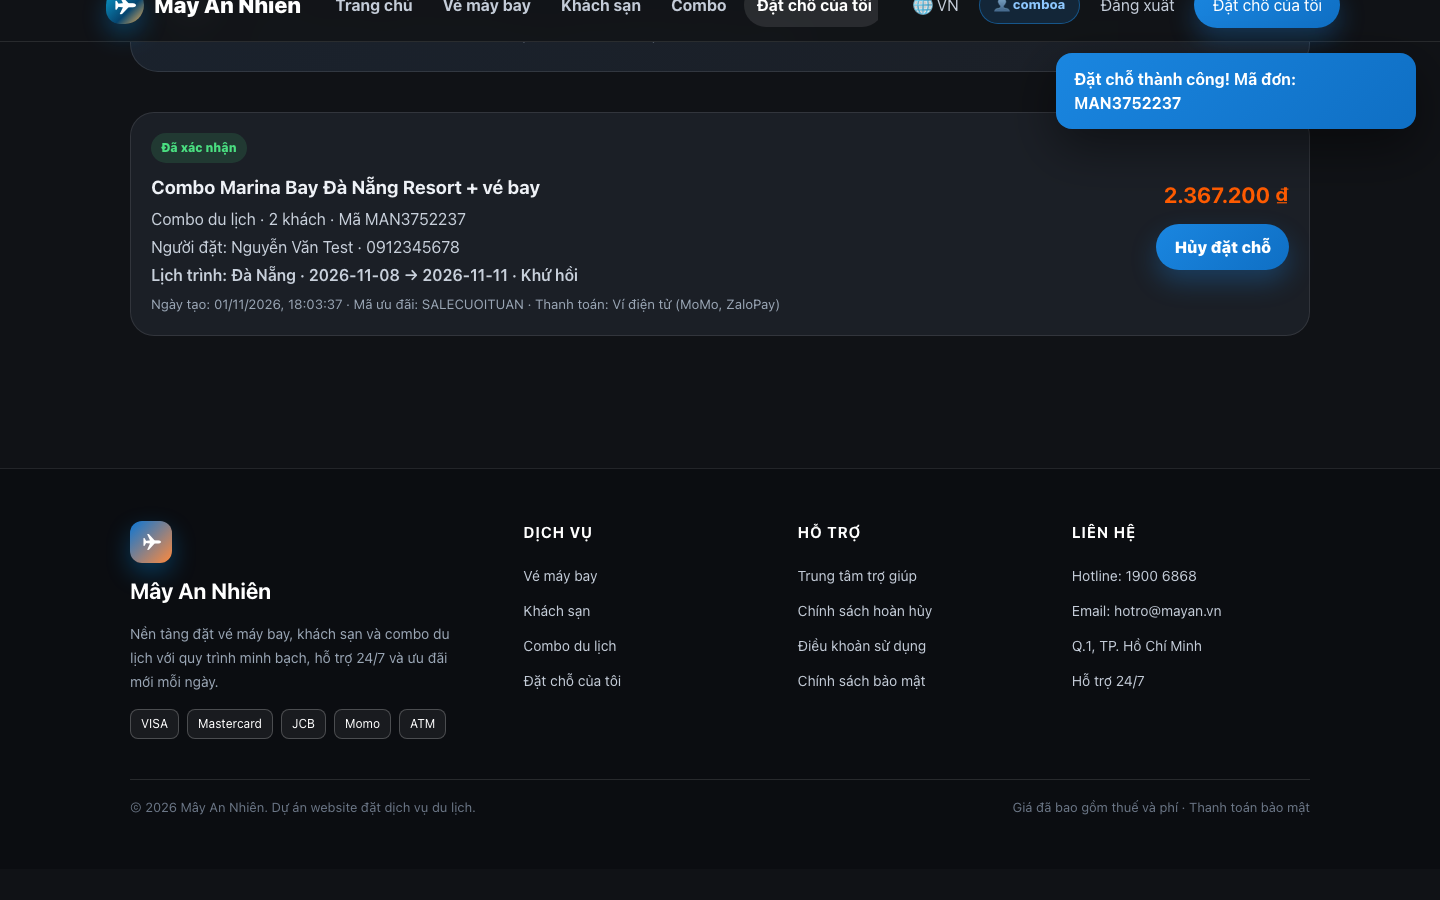 Mây An Nhiên
Trang chủ
Vé máy bay
Khách sạn
Combo
Đặt chỗ của tôi
VN
comboa
Đăng xuất
Đặt chỗ của tôi
Đặt chỗ thành công! Mã đơn:
MAN3752237
Đã xác nhận
Combo Marina Bay Đà Nẵng Resort + vé bay
Combo du lịch · 2 khách · Mã MAN3752237
Người đặt: Nguyễn Văn Test · 0912345678
Lịch trình: Đà Nẵng · 2026-11-08 → 2026-11-11 · Khứ hồi
Ngày tạo: 01/11/2026, 18:03:37 · Mã ưu đãi: SALECUOITUAN · Thanh toán: Ví điện tử (MoMo, ZaloPay)
2.367.200 ₫
Hủy đặt chỗ
Mây An Nhiên
Nền tảng đặt vé máy bay, khách sạn và combo du
lịch với quy trình minh bạch, hỗ trợ 24/7 và ưu đãi
mới mỗi ngày.
VISA
Mastercard
JCB
Momo
ATM
DỊCH VỤ
Vé máy bay
Khách sạn
Combo du lịch
Đặt chỗ của tôi
HỖ TRỢ
Trung tâm trợ giúp
Chính sách hoàn hủy
Điều khoản sử dụng
Chính sách bảo mật
LIÊN HỆ
Hotline: 1900 6868
Email: hotro@mayan.vn
Q.1, TP. Hồ Chí Minh
Hỗ trợ 24/7
© 2026 Mây An Nhiên. Dự án website đặt dịch vụ du lịch.
Giá đã bao gồm thuế và phí · Thanh toán bảo mật